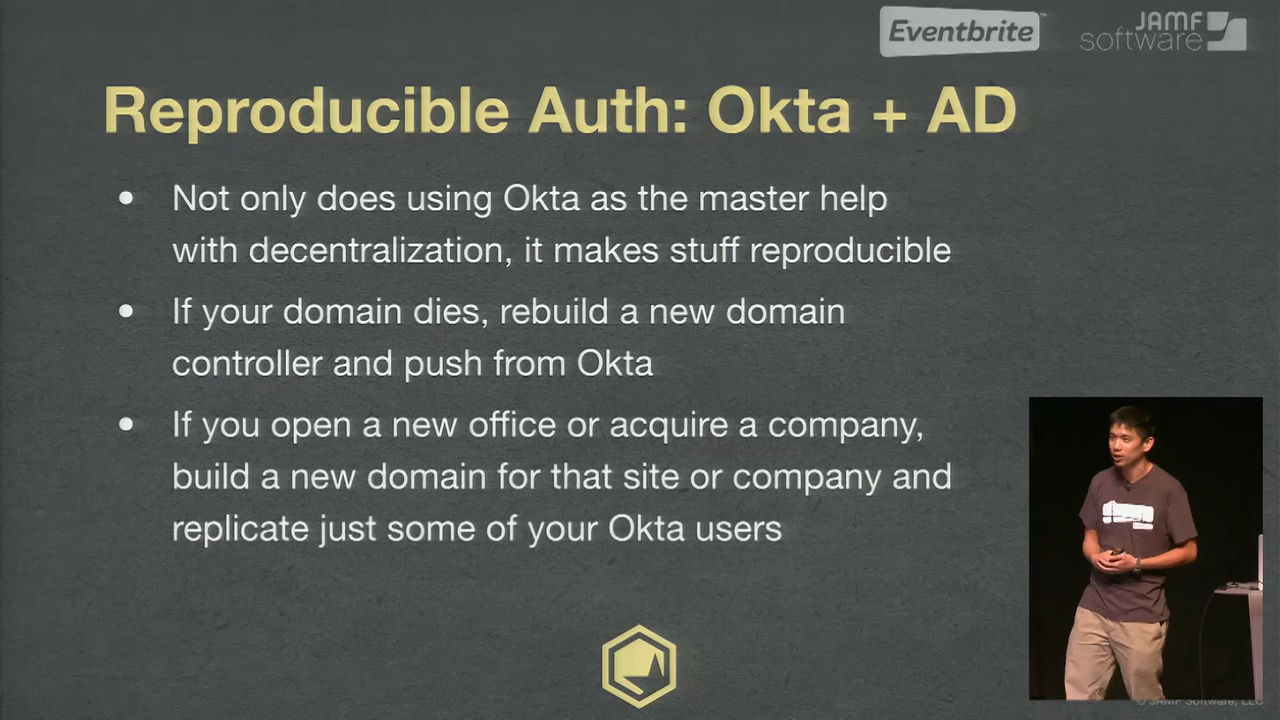 Eventbrite
JAMF
software
Reproducible Auth: Okta + AD
• Not only does using Okta as the master help
with decentralization, it makes stuff reproducible
• If your domain dies, rebuild a new domain
controller and push from Okta
• If you open a new office or acquire a company,
build a new domain for that site or company and
replicate just some of your Okta users
© JAMF Software, LLC